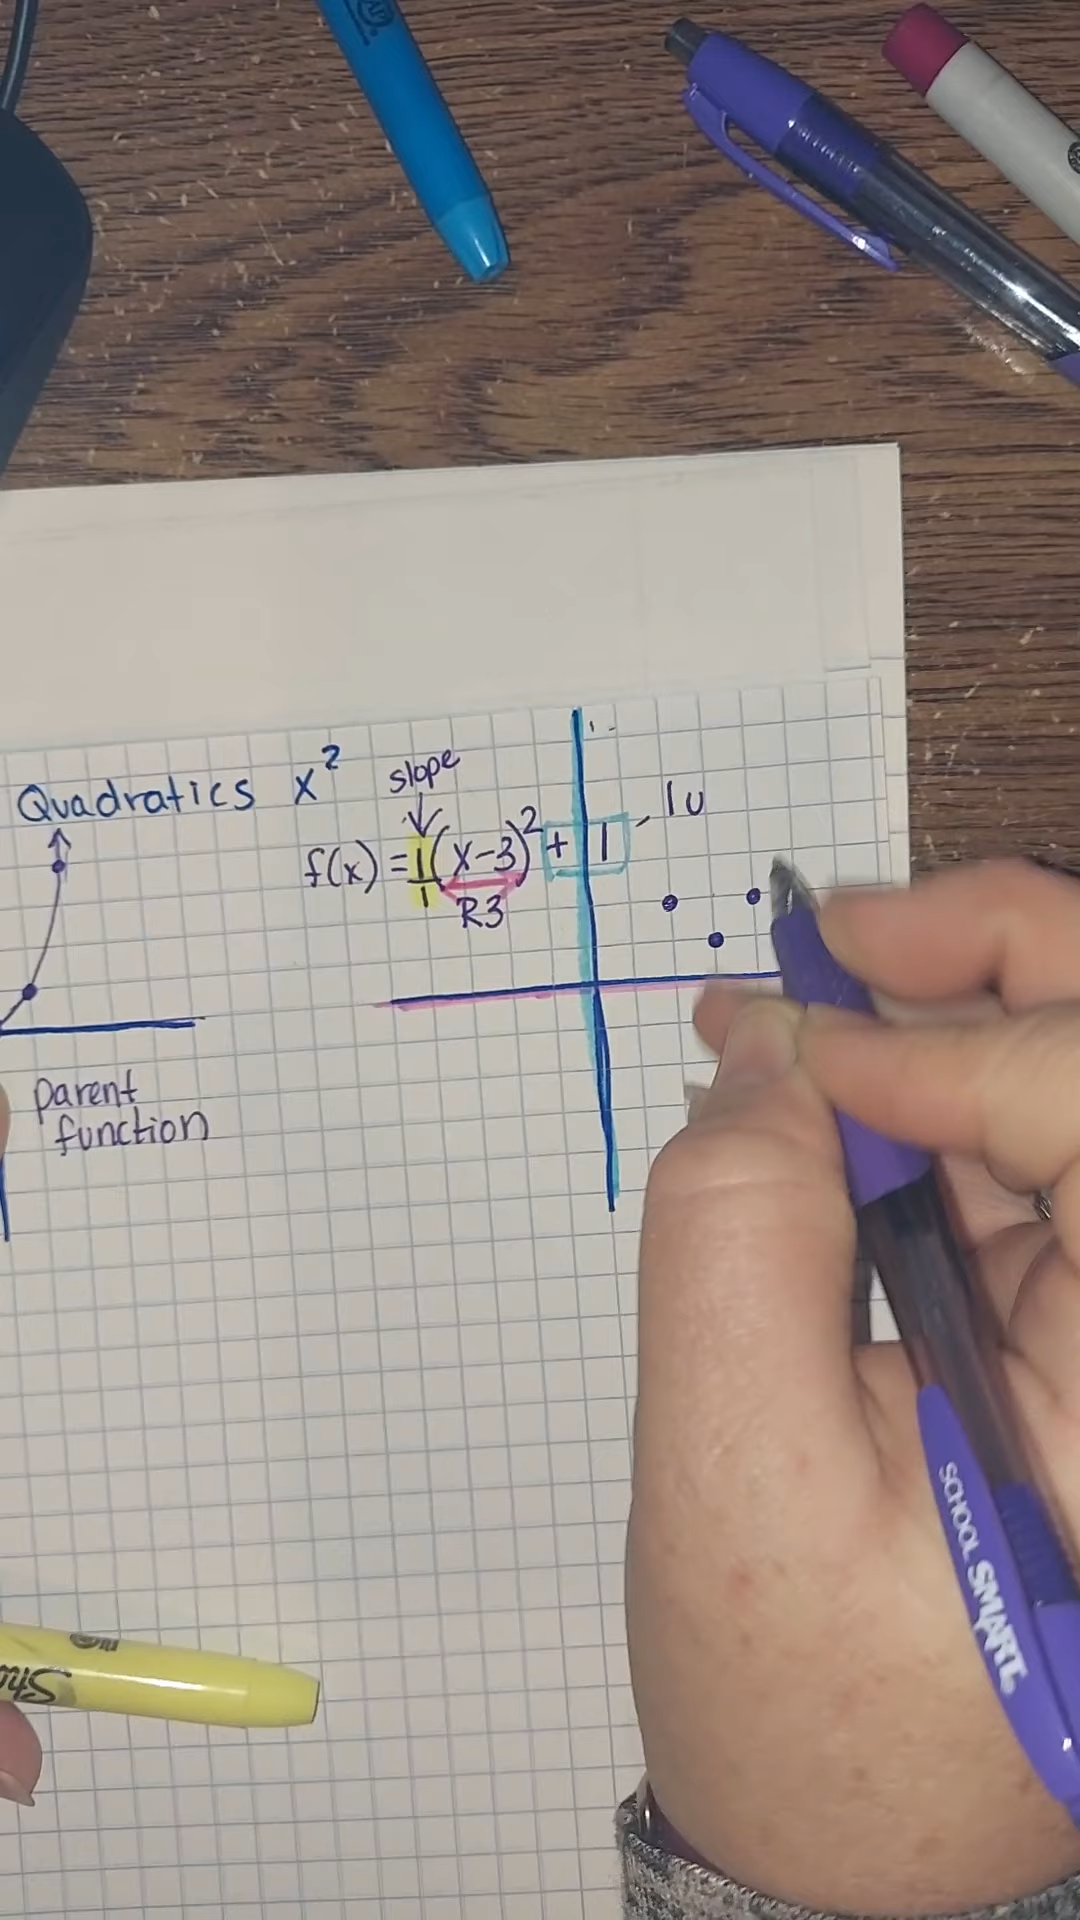 Quadratics x²
slope
f(x) = 1/1 (x-3)² + 1
1u
R3
parent
function
SCHOOL SMART